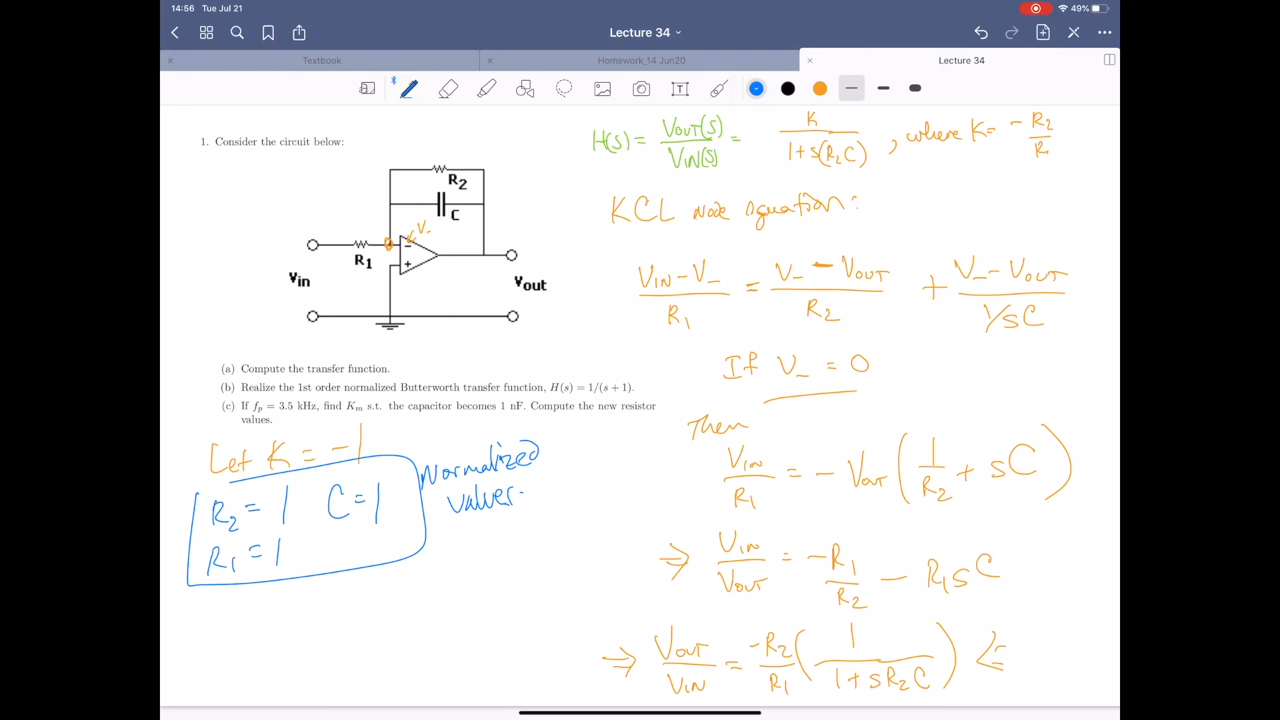 14:56 Tue Jul 21
49%
Lecture 34
Textbook
Homework_14 Jun20
Lecture 34
1. Consider the circuit below:
R2
C
V-
R1
Vin
Vout
(a) Compute the transfer function.
(b) Realize the 1st order normalized Butterworth transfer function, H(s) = 1/(s + 1).
(c) If fp = 3.5 kHz, find Km s.t. the capacitor becomes 1 nF. Compute the new resistor
values.
Let K = -1
R2 = 1 C = 1
R1 = 1
Normalized
values.
H(s) = VOUT(s)/VIN(s) = K/(1+s(R2C)), where K= -R2/R1
KCL Node equation:
(VIN-V-)/R1 = (V- - VOUT)/R2 + (V- - VOUT)/(1/sC)
If V- = 0
Then
VIN/R1 = - VOUT (1/R2 + sC)
⇒ VIN/VOUT = -R1/R2 - R1sC
⇒ VOUT/VIN = -R2/R1 (1/(1+sR2C)) ⇐